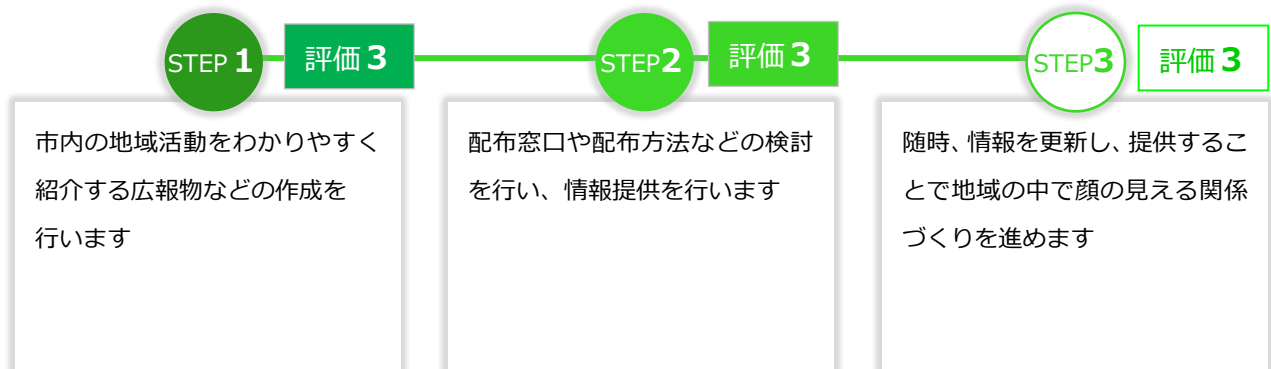 STEP 1
評価3
市内の地域活動をわかりやすく
紹介する広報物などの作成を
行います
STEP2
評価3
配布窓口や配布方法などの検討
を行い、情報提供を行います
STEP3
評価3
随時、情報を更新し、提供するこ
とで地域の中で顔の見える関係
づくりを進めます